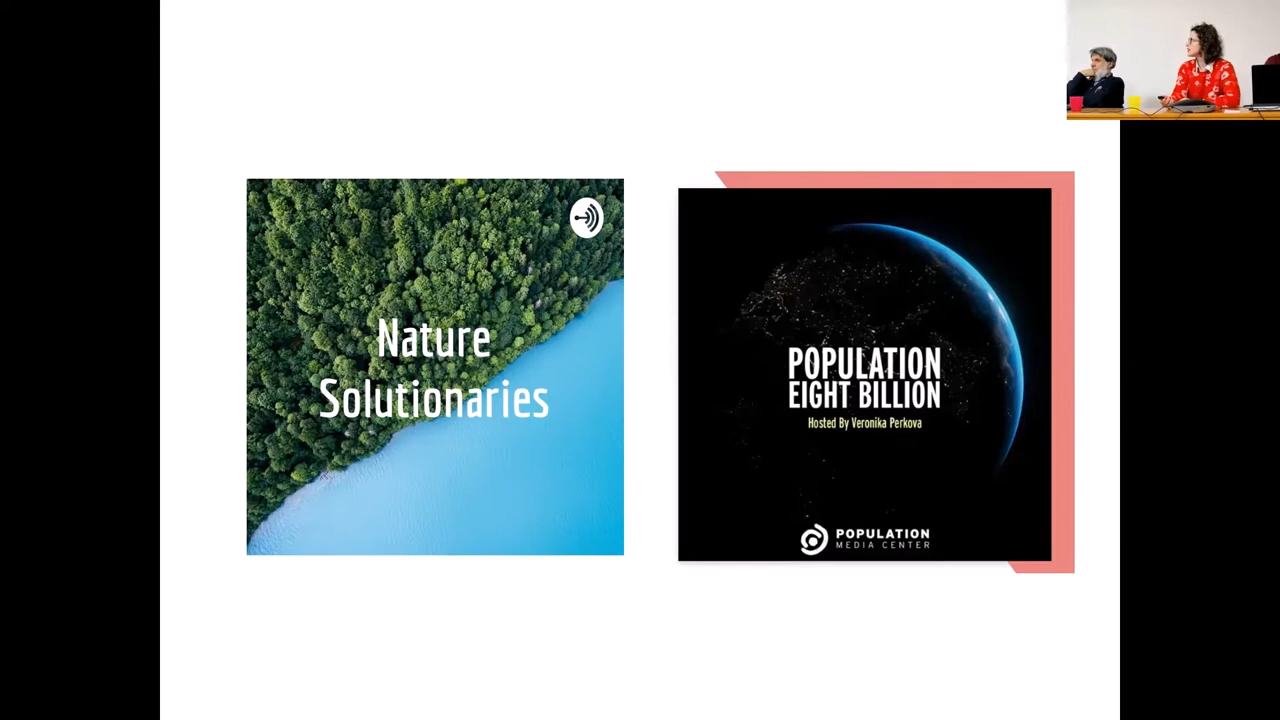 Nature
Solutionaries
POPULATION
EIGHT BILLION
Hosted By Veronika Perkova
POPULATION
MEDIA CENTER